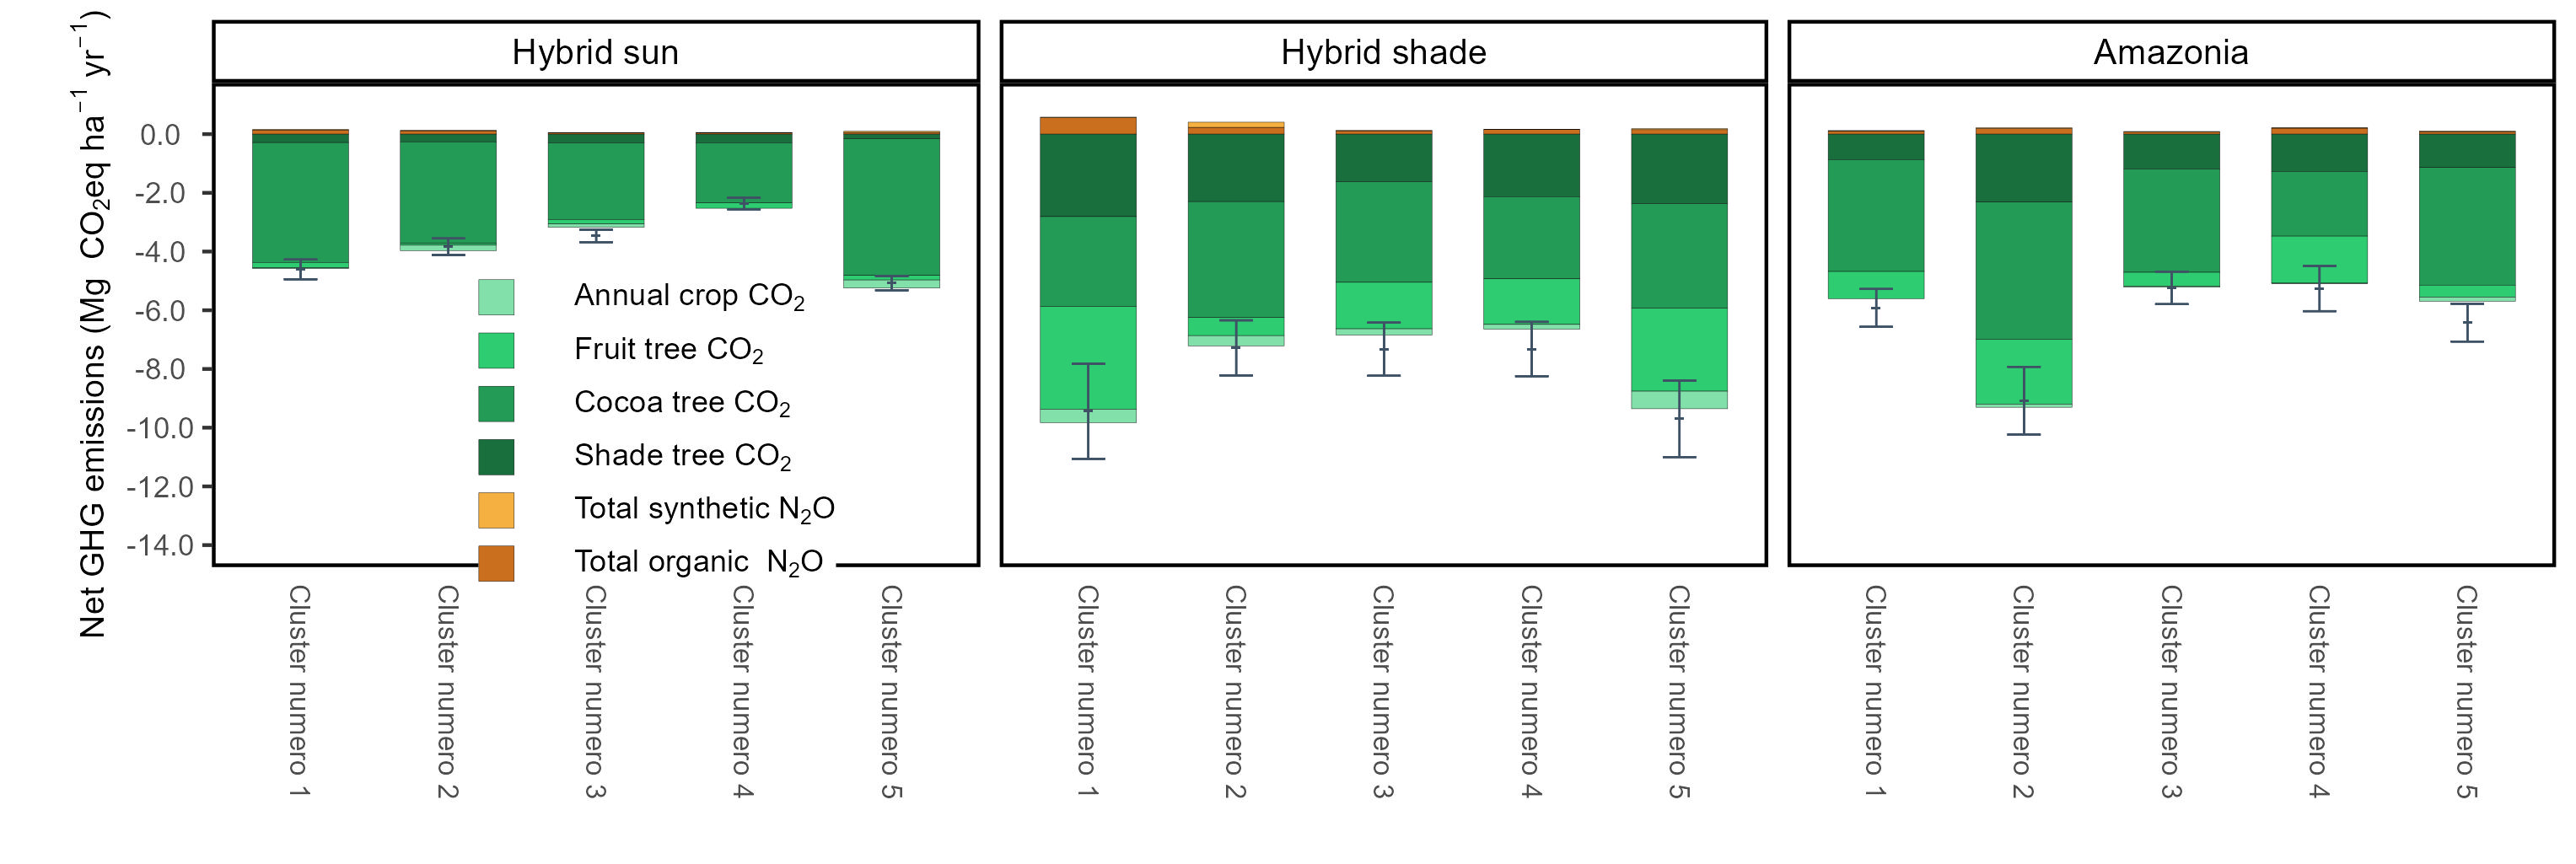 Net GHG emissions (Mg  CO₂eq ha⁻¹ yr⁻¹)
Hybrid sun
Hybrid shade
Amazonia
0.0
-2.0
-4.0
-6.0
-8.0
-10.0
-12.0
-14.0
Annual crop CO₂
Fruit tree CO₂
Cocoa tree CO₂
Shade tree CO₂
Total synthetic N₂O
Total organic  N₂O
Cluster numero 1
Cluster numero 2
Cluster numero 3
Cluster numero 4
Cluster numero 5
Cluster numero 1
Cluster numero 2
Cluster numero 3
Cluster numero 4
Cluster numero 5
Cluster numero 1
Cluster numero 2
Cluster numero 3
Cluster numero 4
Cluster numero 5